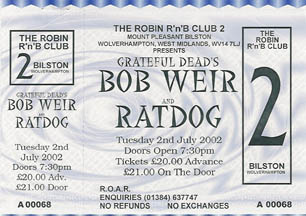 THE ROBIN
R'n'B CLUB
2
BILSTON
WOLVERHAMPTON
GRATEFUL DEAD'S
BOB WEIR
AND
RATDOG
Tuesday 2nd
July 2002
Doors 7:30pm
£20.00 Adv.
£21.00 Door
A 00068
THE ROBIN R'n'B CLUB 2
MOUNT PLEASANT BILSTON
WOLVERHAMPTON, WEST MIDLANDS, WV14 7LJ
PRESENTS
GRATEFUL DEAD'S
BOB WEIR
AND
RATDOG
Tuesday 2nd July 2002
Doors Open 7:30pm
Tickets £20.00 Advance
£21.00 On The Door
R.O.A.R.
ENQUIRIES (01384) 637747
NO REFUNDS NO EXCHANGES
THE ROBIN
R'n'B CLUB
2
BILSTON
WOLVERHAMPTON
A 00068